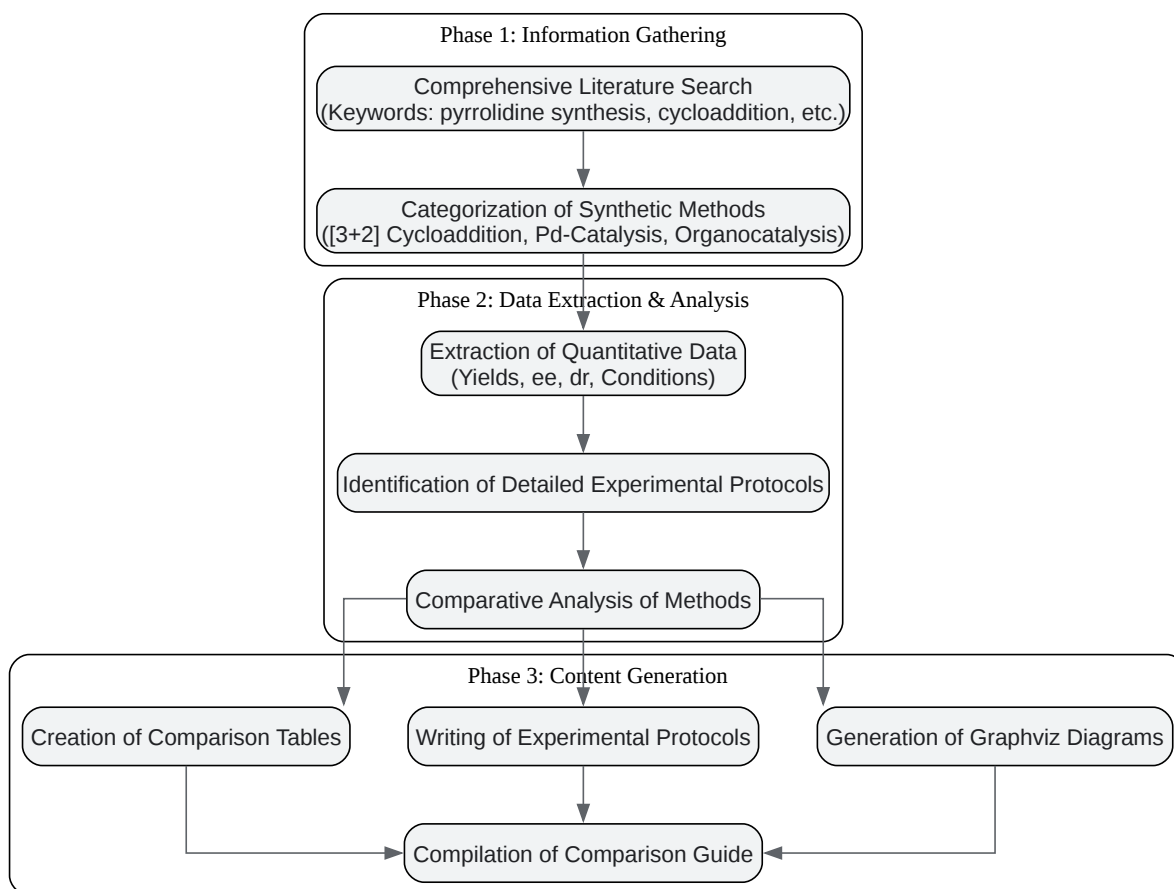 Phase 1: Information Gathering
Comprehensive Literature Search
(Keywords: pyrrolidine synthesis, cycloaddition, etc.)
Categorization of Synthetic Methods
([3+2] Cycloaddition, Pd-Catalysis, Organocatalysis)
Phase 2: Data Extraction & Analysis
Extraction of Quantitative Data
(Yields, ee, dr, Conditions)
Identification of Detailed Experimental Protocols
Comparative Analysis of Methods
Phase 3: Content Generation
Creation of Comparison Tables
Writing of Experimental Protocols
Generation of Graphviz Diagrams
Compilation of Comparison Guide